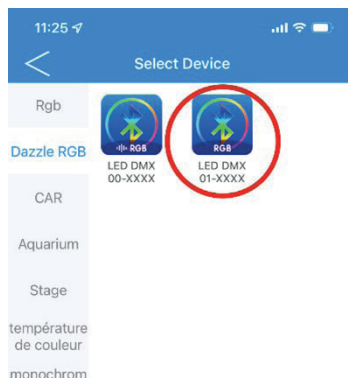 11:25
Select Device
Rgb
Dazzle RGB
CAR
Aquarium
Stage
température
de couleur
monochrom
RGB
LED DMX
00-XXXX
RGB
LED DMX
01-XXXX